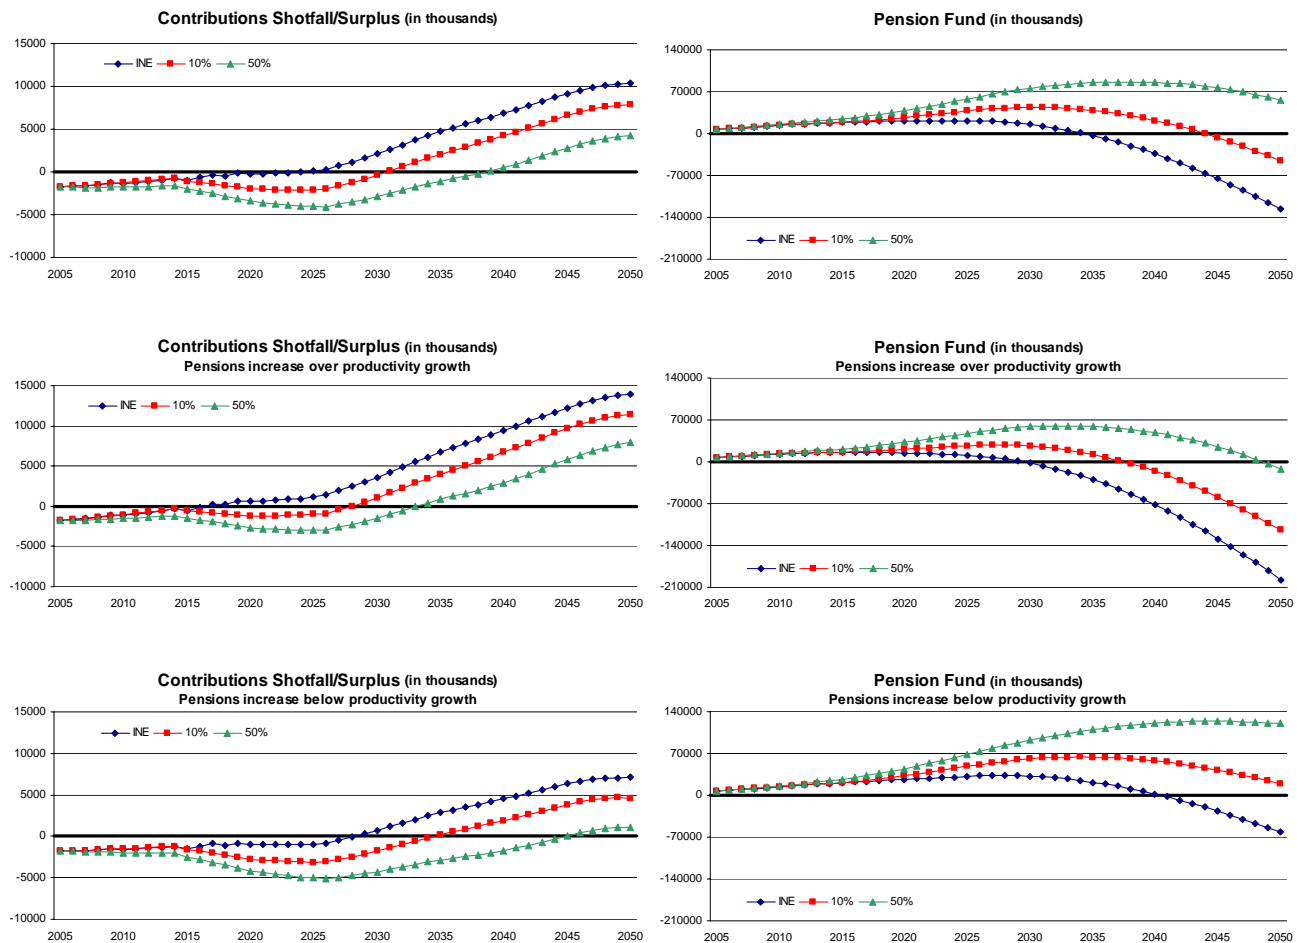 Contributions Shotfall/Surplus (in thousands)
15000
10000
5000
0
-5000
-10000
INE 10% 50%
2005 2010 2015 2020 2025 2030 2035 2040 2045 2050
Pension Fund (in thousands)
140000
70000
0
-70000
-140000
-210000
INE 10% 50%
2005 2010 2015 2020 2025 2030 2035 2040 2045 2050
Contributions Shotfall/Surplus (in thousands)
Pensions increase over productivity growth
15000
10000
5000
0
-5000
-10000
INE 10% 50%
2005 2010 2015 2020 2025 2030 2035 2040 2045 2050
Pension Fund (in thousands)
Pensions increase over productivity growth
140000
70000
0
-70000
-140000
-210000
INE 10% 50%
2005 2010 2015 2020 2025 2030 2035 2040 2045 2050
Contributions Shotfall/Surplus (in thousands)
Pensions increase below productivity growth
15000
10000
5000
0
-5000
-10000
INE 10% 50%
2005 2010 2015 2020 2025 2030 2035 2040 2045 2050
Pension Fund (in thousands)
Pensions increase below productivity growth
140000
70000
0
-70000
-140000
-210000
INE 10% 50%
2005 2010 2015 2020 2025 2030 2035 2040 2045 2050